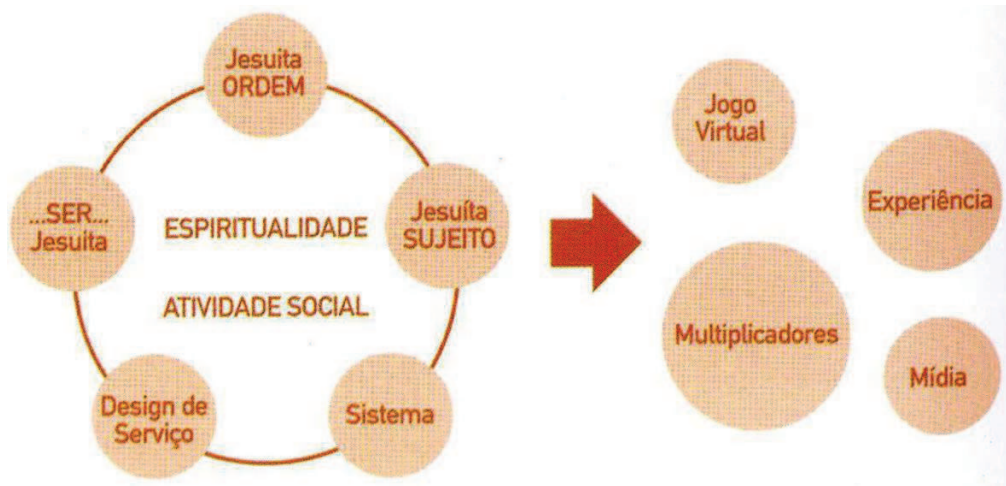 Jesuita
ORDEM
...SER...
Jesuita
ESPIRITUALIDADE
Jesuíta
SUJEITO
ATIVIDADE SOCIAL
Design de
Serviço
Sistema
Jogo
Virtual
Experiência
Multiplicadores
Mídia